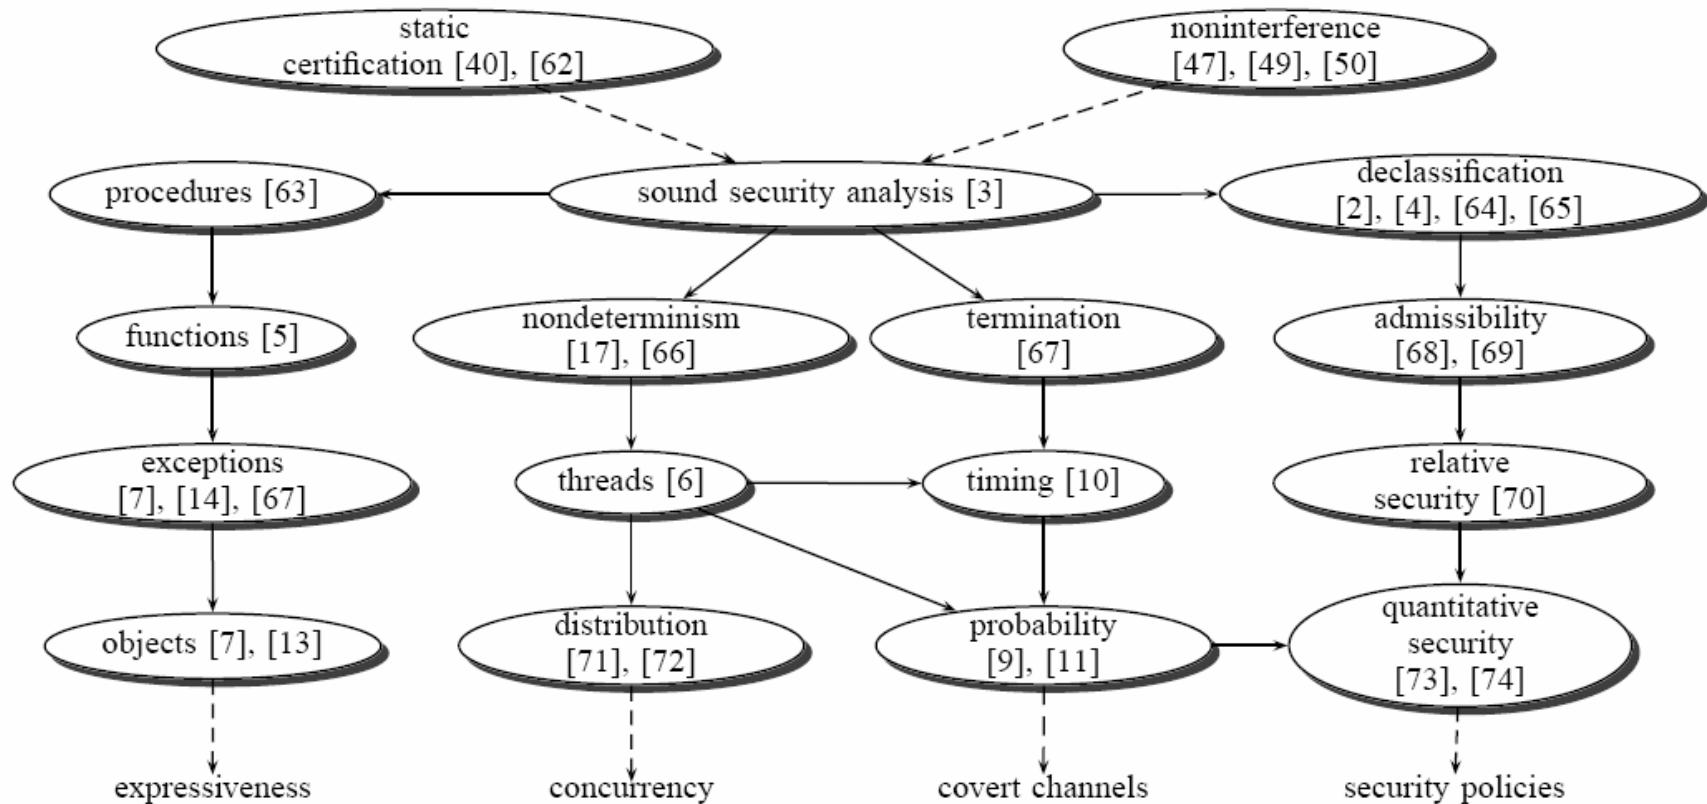 static
certification [40], [62]
noninterference
[47], [49], [50]
procedures [63]
sound security analysis [3]
declassification
[2], [4], [64], [65]
functions [5]
nondeterminism
[17], [66]
termination
[67]
admissibility
[68], [69]
exceptions
[7], [14], [67]
threads [6]
timing [10]
relative
security [70]
objects [7], [13]
distribution
[71], [72]
probability
[9], [11]
quantitative
security
[73], [74]
expressiveness
concurrency
covert channels
security policies